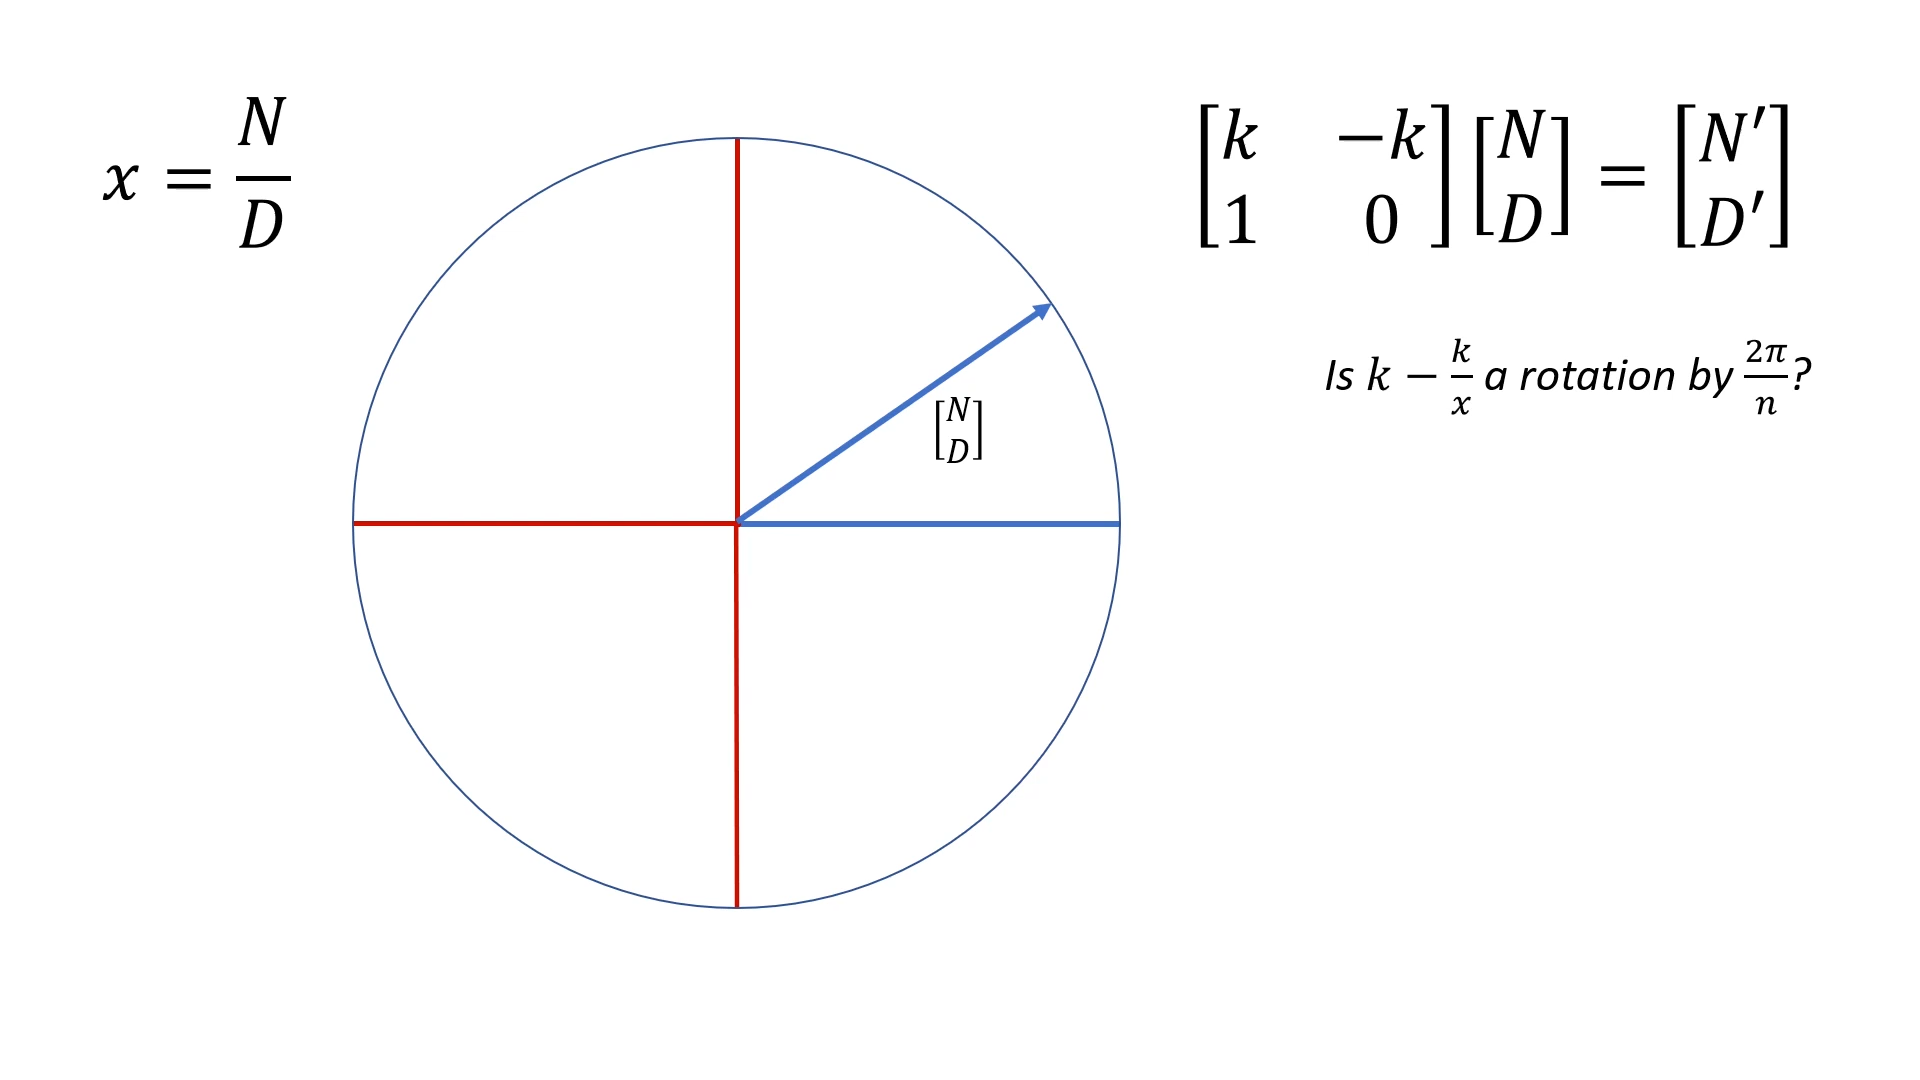 x = N/D
[k −k; 1 0] [N; D] = [N′; D′]
Is k − k/x a rotation by 2π/n?
[N; D]